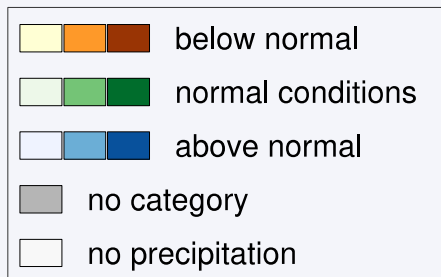 below normal
normal conditions
above normal
no category
no precipitation